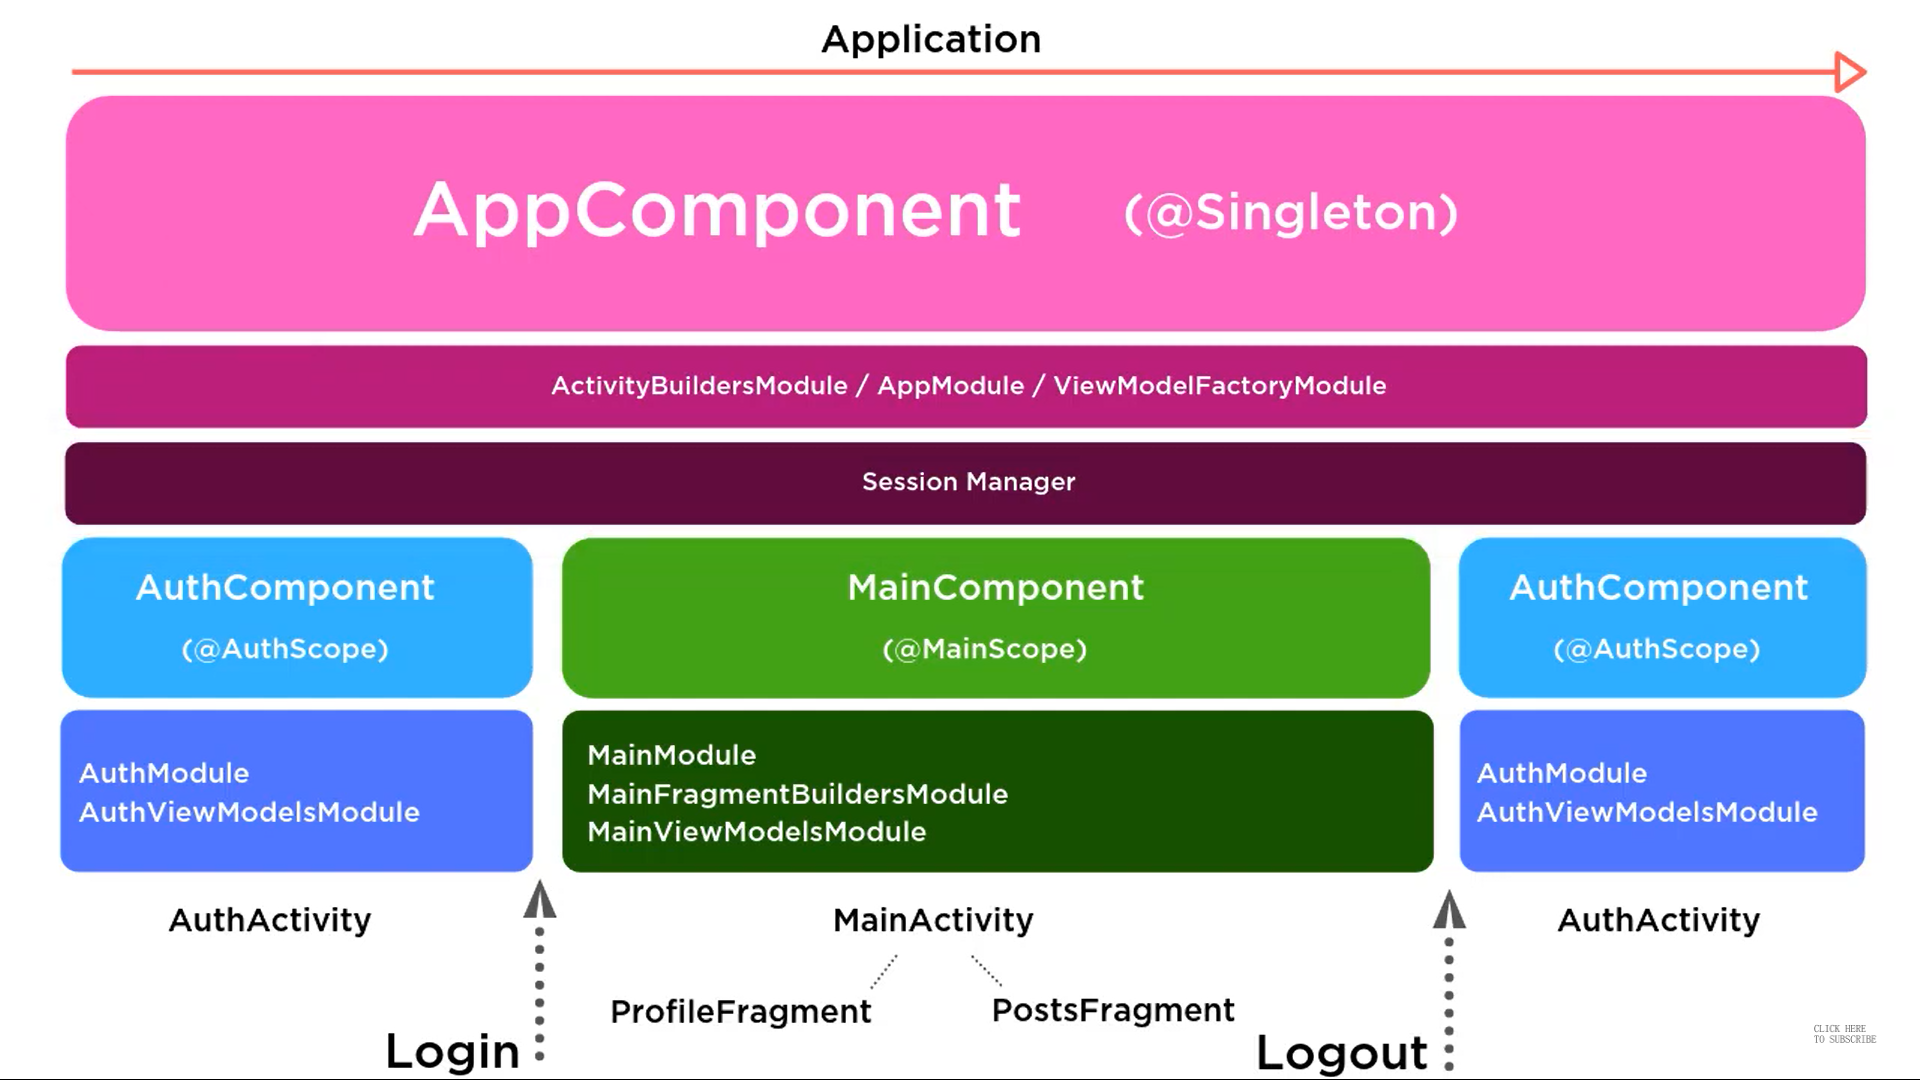 Application
AppComponent (@Singleton)
ActivityBuildersModule / AppModule / ViewModelFactoryModule
Session Manager
AuthComponent
(@AuthScope)
MainComponent
(@MainScope)
AuthComponent
(@AuthScope)
AuthModule
AuthViewModelsModule
MainModule
MainFragmentBuildersModule
MainViewModelsModule
AuthModule
AuthViewModelsModule
AuthActivity
MainActivity
AuthActivity
ProfileFragment
PostsFragment
Login
Logout
CLICK HERE
TO SUBSCRIBE